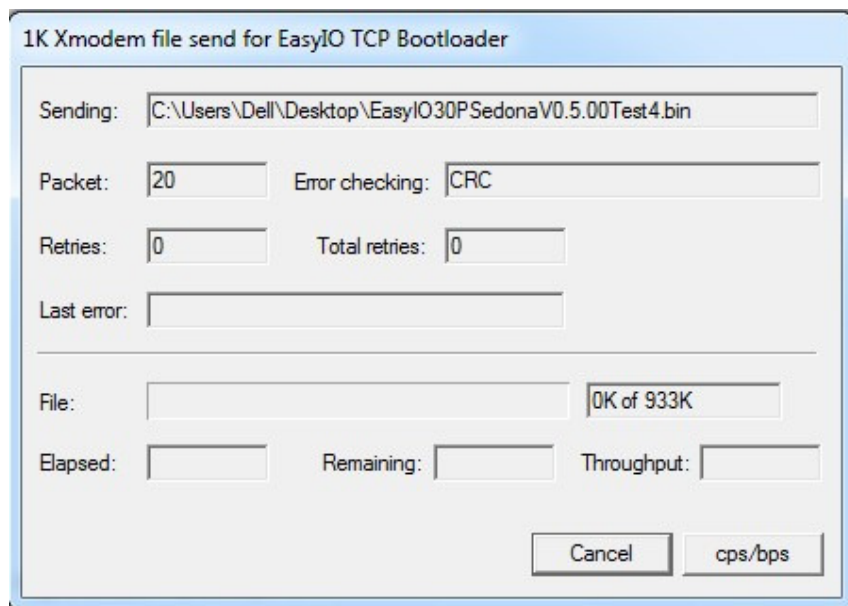 1K Xmodem file send for EasyIO TCP Bootloader
Sending: C:\Users\Dell\Desktop\EasyIO30PSedonaV0.5.00Test4.bin
Packet: 20 Error checking: CRC
Retries: 0 Total retries: 0
Last error:
File: 0K of 933K
Elapsed: Remaining: Throughput:
Cancel cps/bps